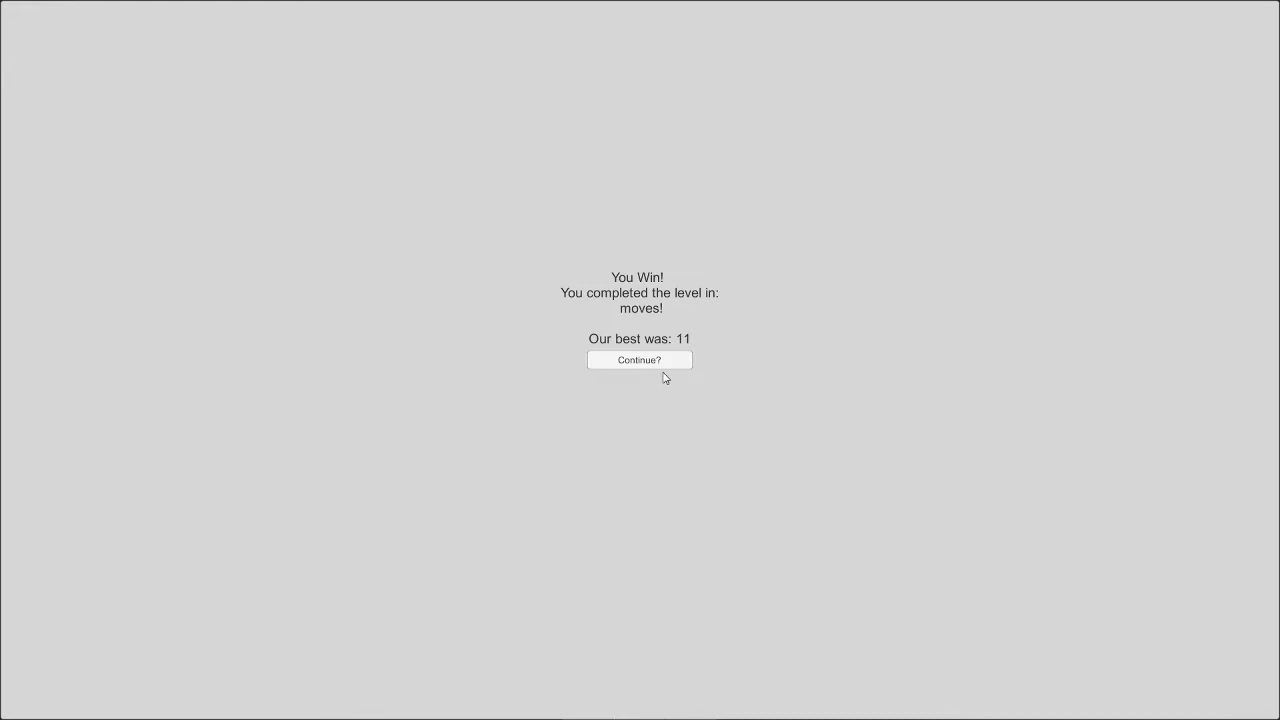 You Win!
You completed the level in:
moves!
Our best was: 11
Continue?